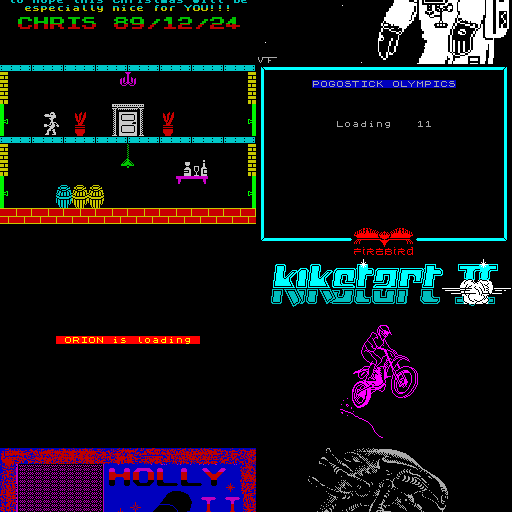 to hope this Christmas will be
especially nice for YOU!!!
CHRIS 89/12/24
VTF
POGOSTICK OLYMPICS
Loading 11
FIREBIRD
kikstart II
ORION is loading
HOLLY